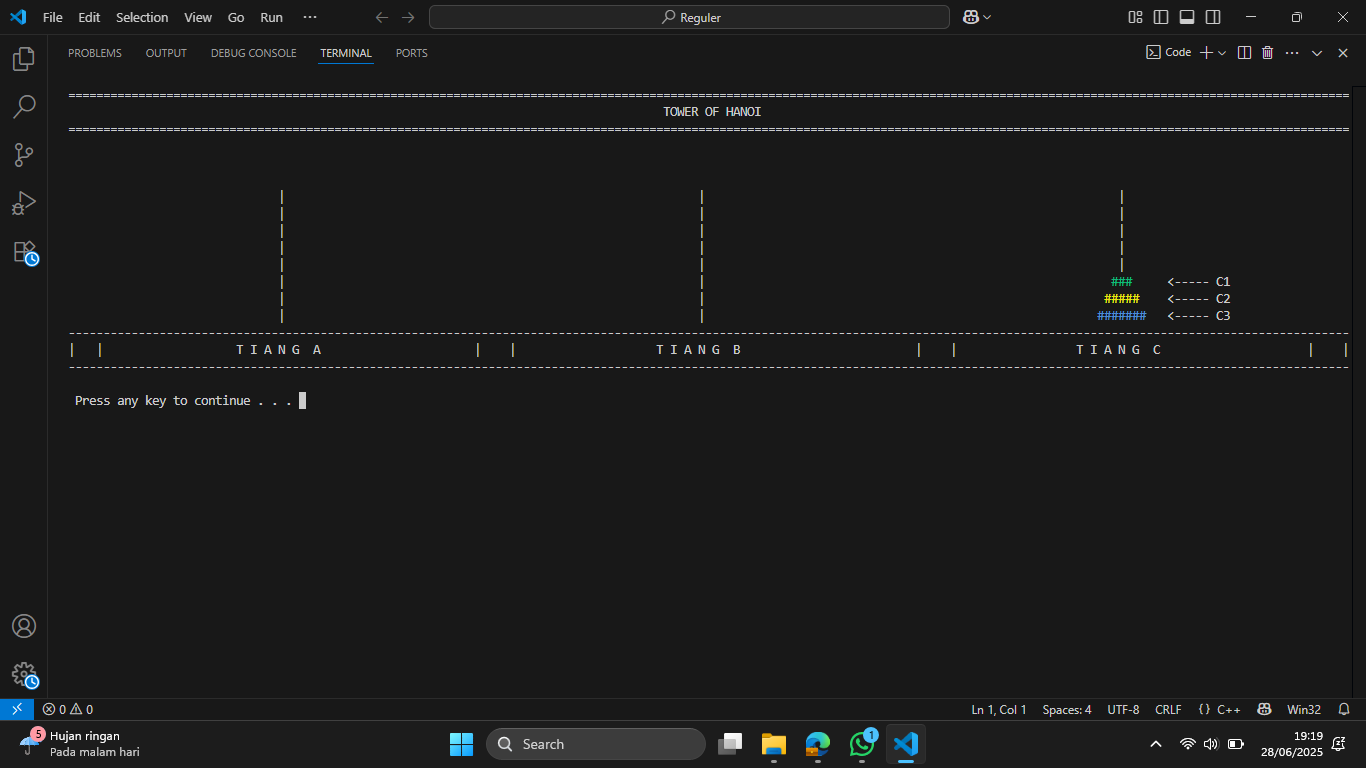 File Edit Selection View Go Run ··· Reguler
PROBLEMS OUTPUT DEBUG CONSOLE TERMINAL PORTS Code
TOWER OF HANOI
### <----- C1
##### <----- C2
####### <----- C3
| | T I A N G  A | | T I A N G  B | | T I A N G  C | |
Press any key to continue . . .
0 0 Ln 1, Col 1 Spaces: 4 UTF-8 CRLF {} C++ Win32
5 Hujan ringan
Pada malam hari
Search
1
19:19
28/06/2025